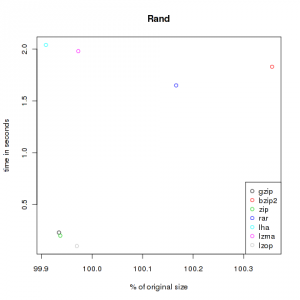 Rand
2.0
1.5
1.0
0.5
time in seconds
gzip
bzip2
zip
rar
lha
lzma
lzop
99.9 100.0 100.1 100.2 100.3
% of original size